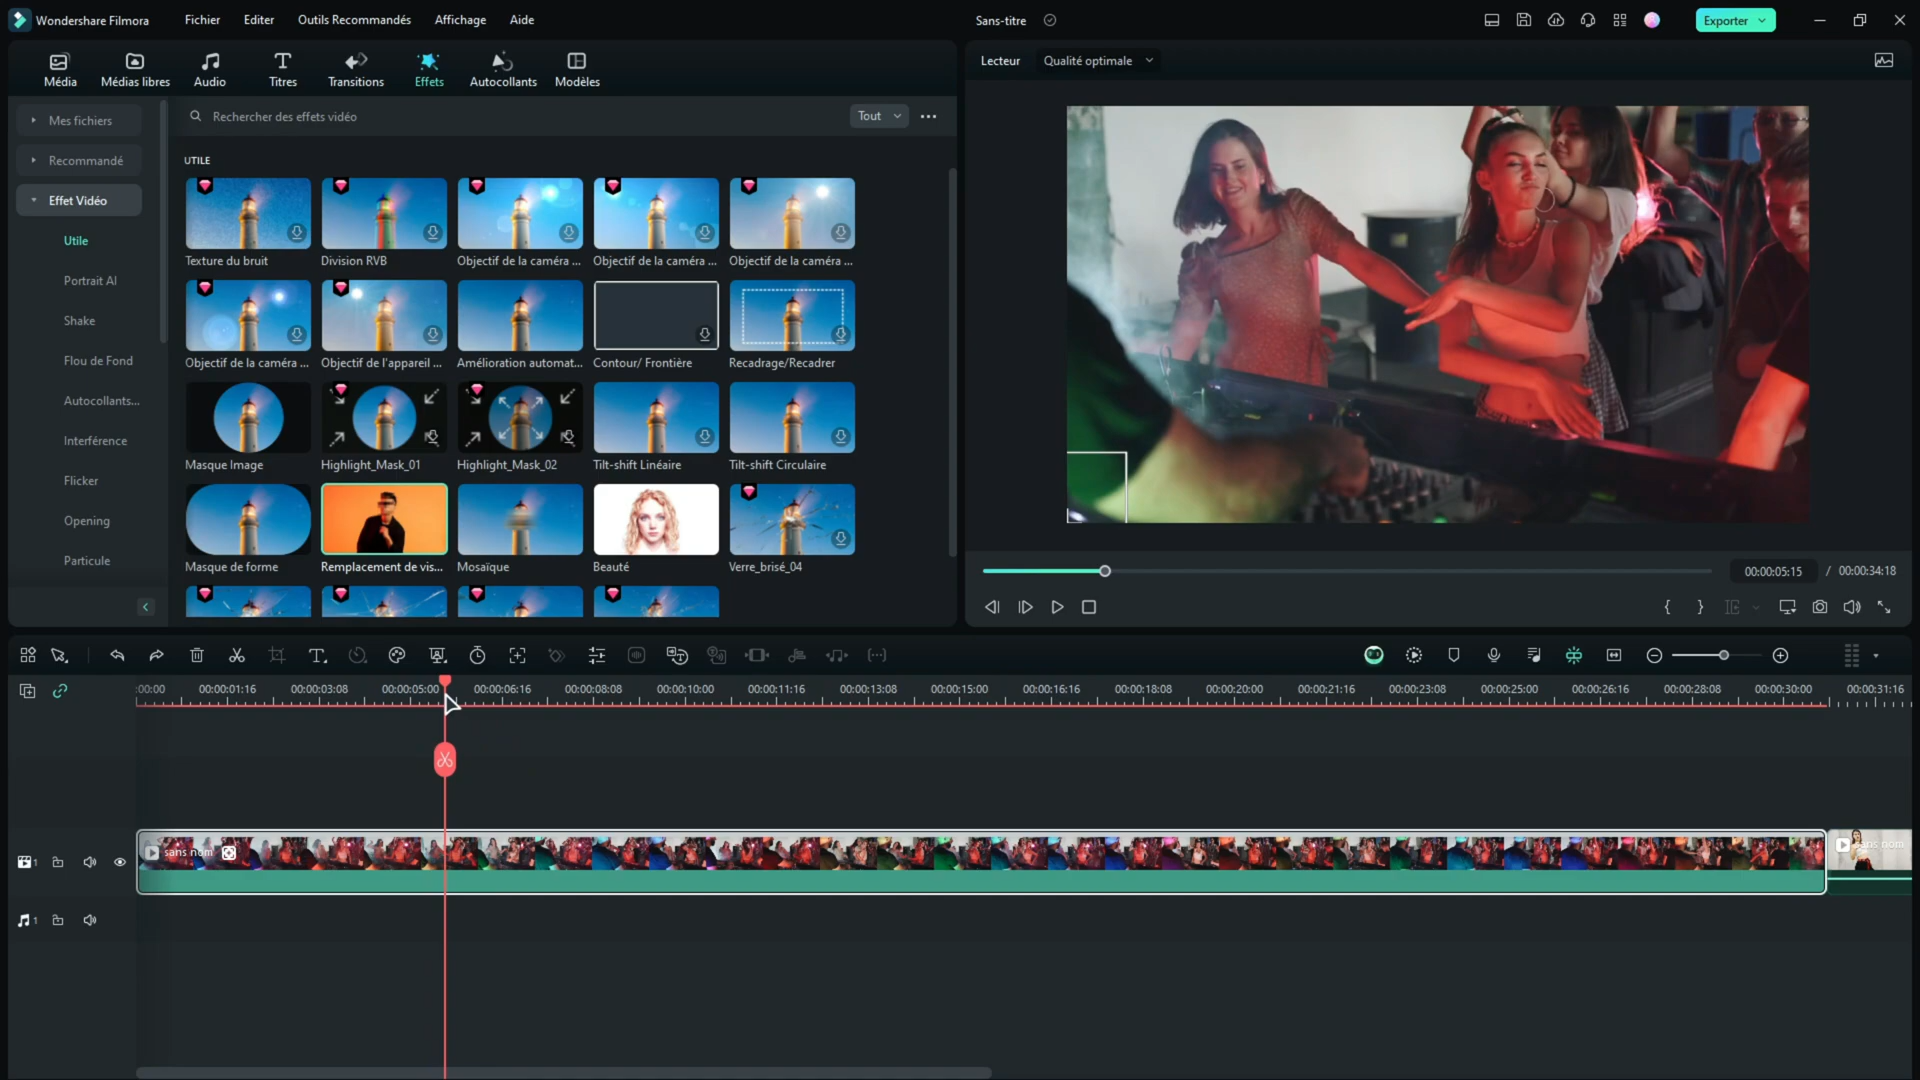 Wondershare Filmora
Fichier
Editer
Outils Recommandés
Affichage
Aide
Sans-titre
Exporter
Média
Médias libres
Audio
Titres
Transitions
Effets
Autocollants
Modèles
Lecteur
Qualité optimale
Mes fichiers
Recommandé
Effet Vidéo
Utile
Portrait AI
Shake
Flou de Fond
Autocollants...
Interférence
Flicker
Opening
Particule
Rechercher des effets vidéo
Tout
UTILE
Texture du bruit
Division RVB
Objectif de la caméra ...
Objectif de la caméra ...
Objectif de la caméra ...
Objectif de la caméra ...
Objectif de l'appareil ...
Amélioration automat...
Contour/ Frontière
Recadrage/Recadrer
Masque Image
Highlight_Mask_01
Highlight_Mask_02
Tilt-shift Linéaire
Tilt-shift Circulaire
Masque de forme
Remplacement de vis...
Mosaïque
Beauté
Verre_brisé_04
00:00:05:15 / 00:00:34:18
:00:00
00:00:01:16
00:00:03:08
00:00:05:00
00:00:06:16
00:00:08:08
00:00:10:00
00:00:11:16
00:00:13:08
00:00:15:00
00:00:16:16
00:00:18:08
00:00:20:00
00:00:21:16
00:00:23:08
00:00:25:00
00:00:26:16
00:00:28:08
00:00:30:00
00:00:31:16
1
sans nom
sans nom
1